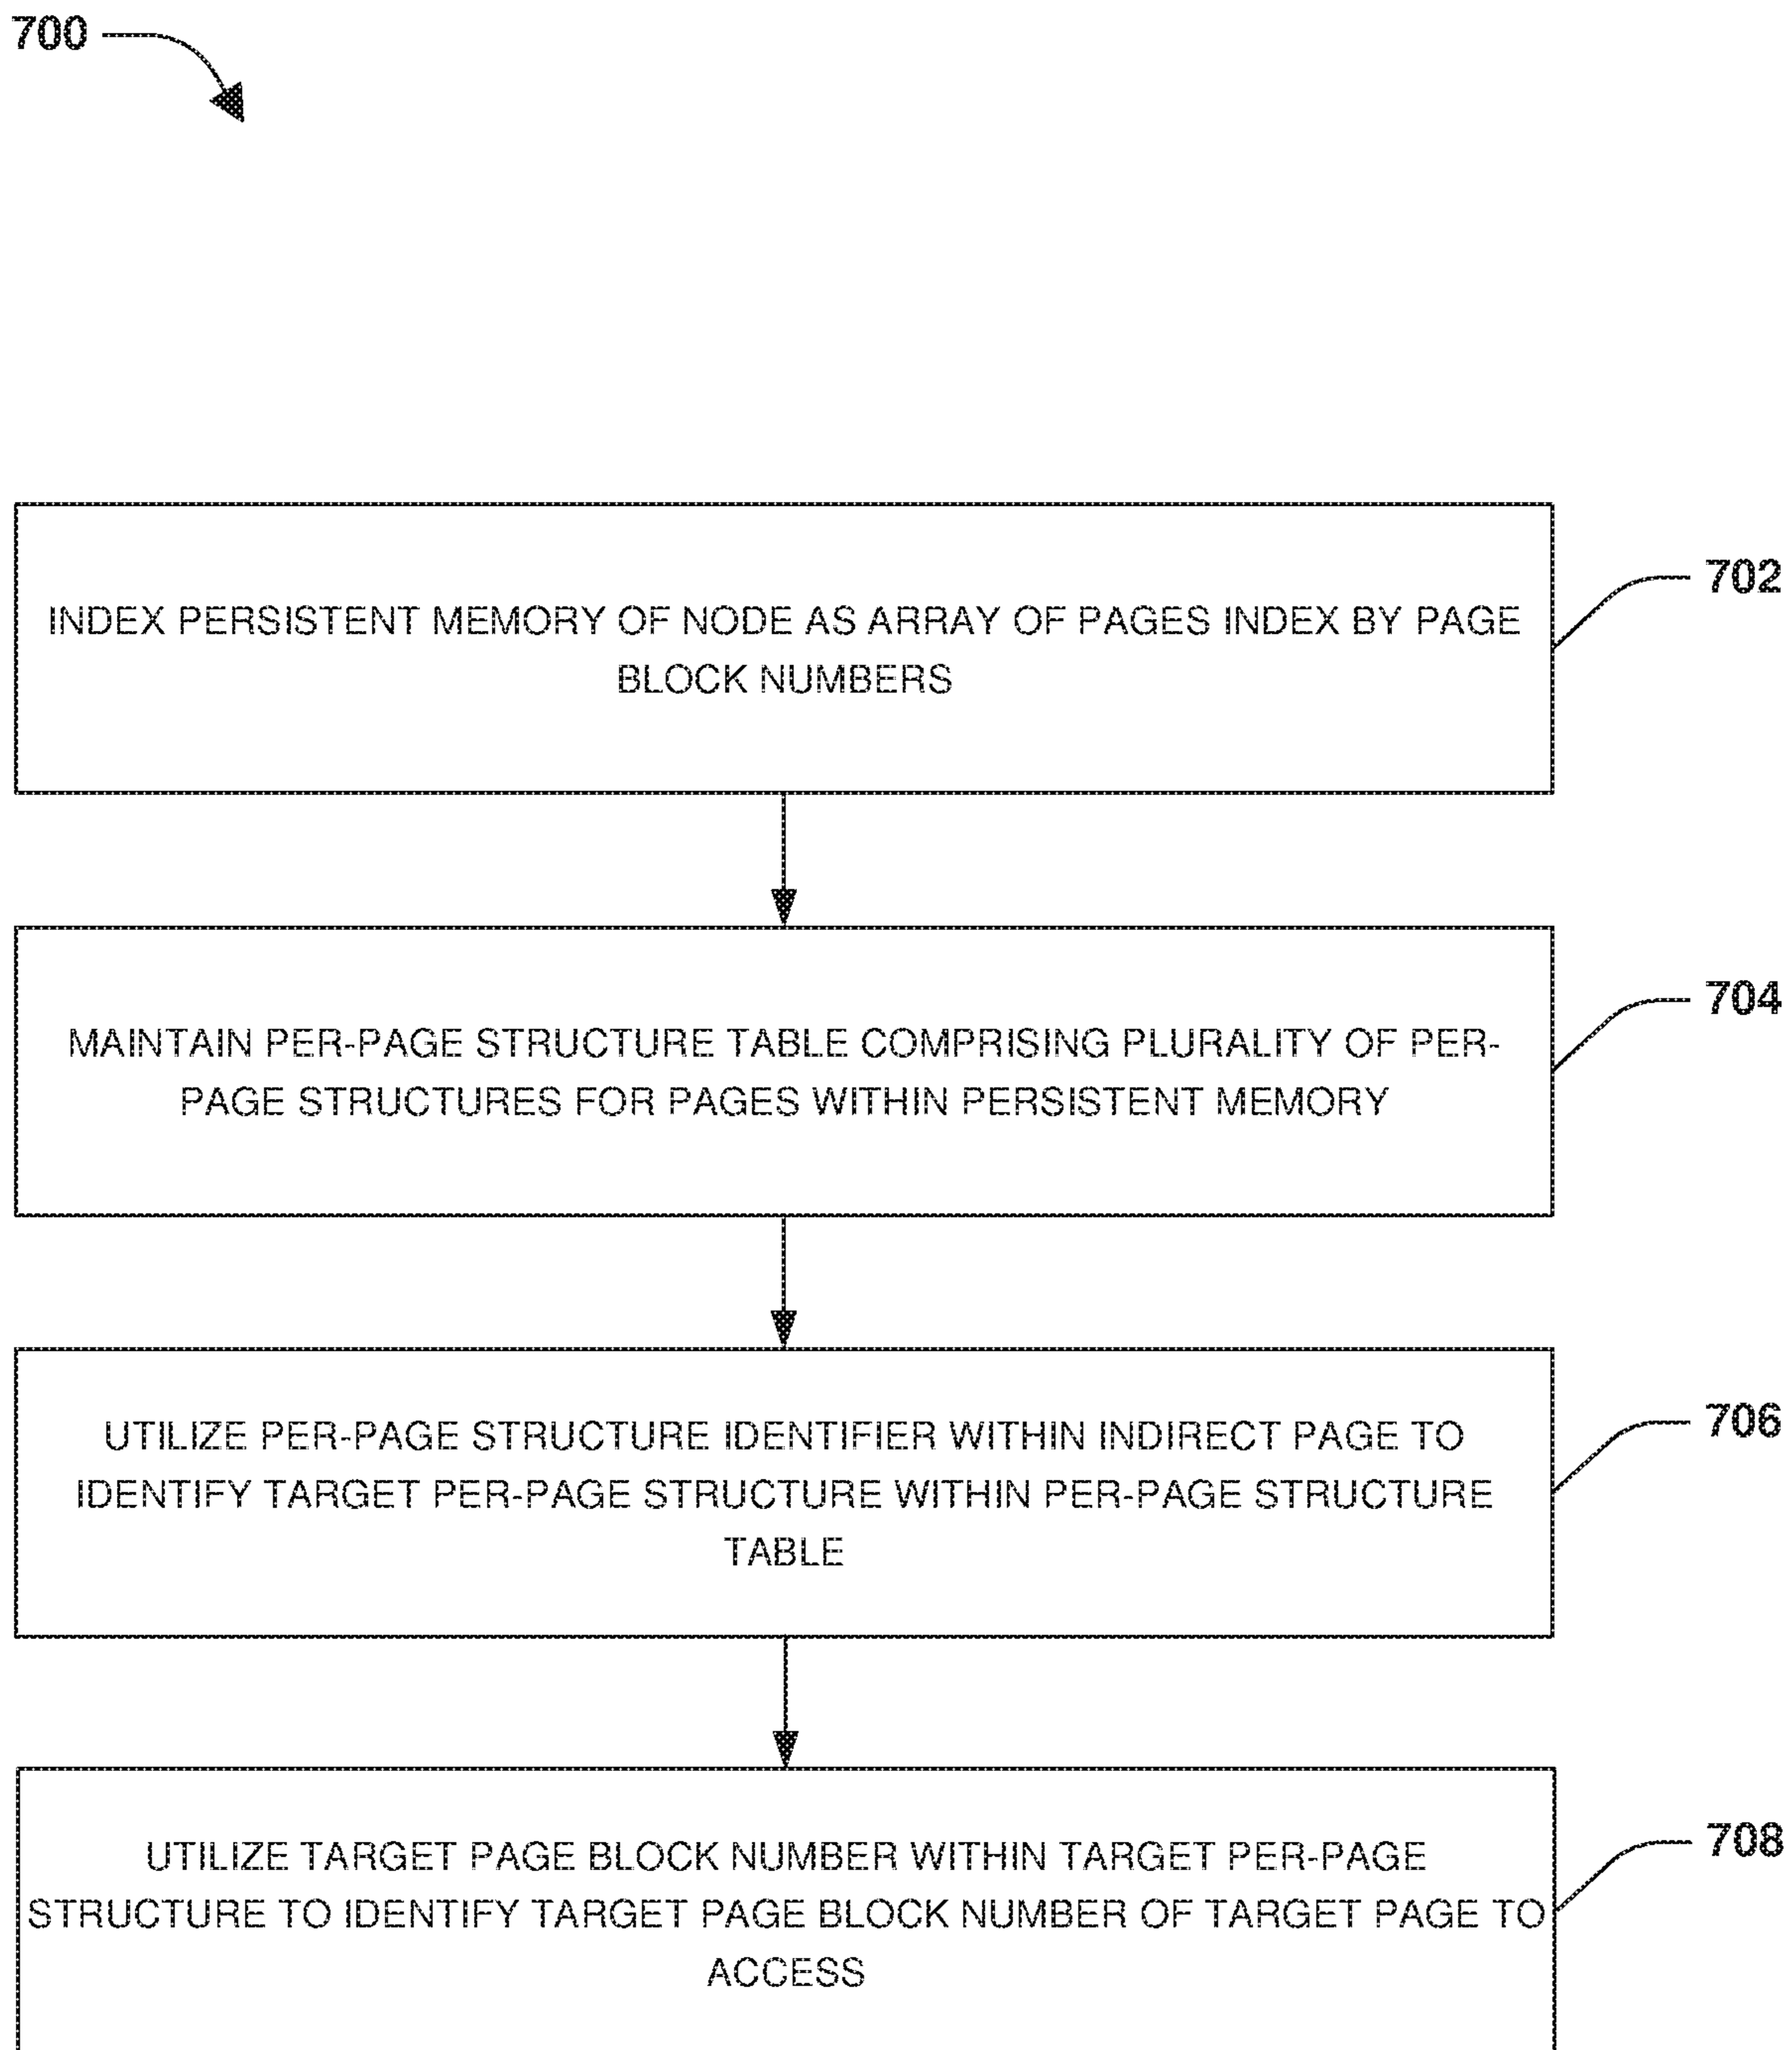 700
INDEX PERSISTENT MEMORY OF NODE AS ARRAY OF PAGES INDEX BY PAGE
BLOCK NUMBERS
702
MAINTAIN PER-PAGE STRUCTURE TABLE COMPRISING PLURALITY OF PER-
PAGE STRUCTURES FOR PAGES WITHIN PERSISTENT MEMORY
704
UTILIZE PER-PAGE STRUCTURE IDENTIFIER WITHIN INDIRECT PAGE TO
IDENTIFY TARGET PER-PAGE STRUCTURE WITHIN PER-PAGE STRUCTURE
TABLE
706
UTILIZE TARGET PAGE BLOCK NUMBER WITHIN TARGET PER-PAGE
STRUCTURE TO IDENTIFY TARGET PAGE BLOCK NUMBER OF TARGET PAGE TO
ACCESS
708